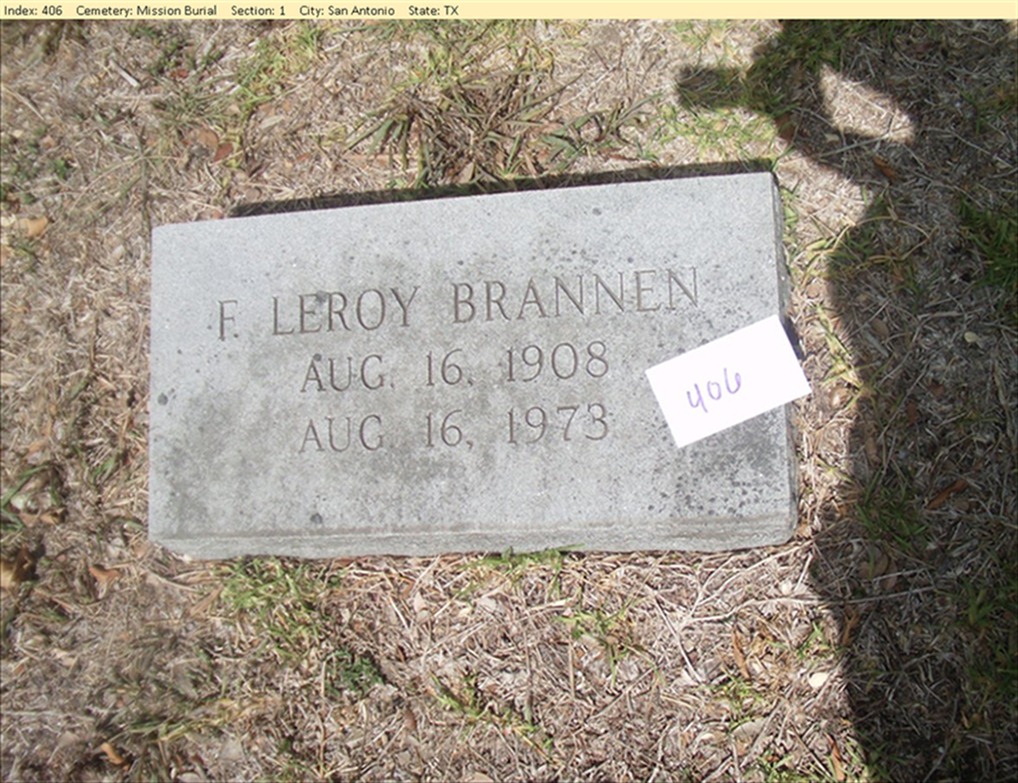 Index: 406 Cemetery: Mission Burial Section: 1 City: San Antonio State: TX
F. LEROY BRANNEN
AUG. 16, 1908
AUG. 16, 1973
406